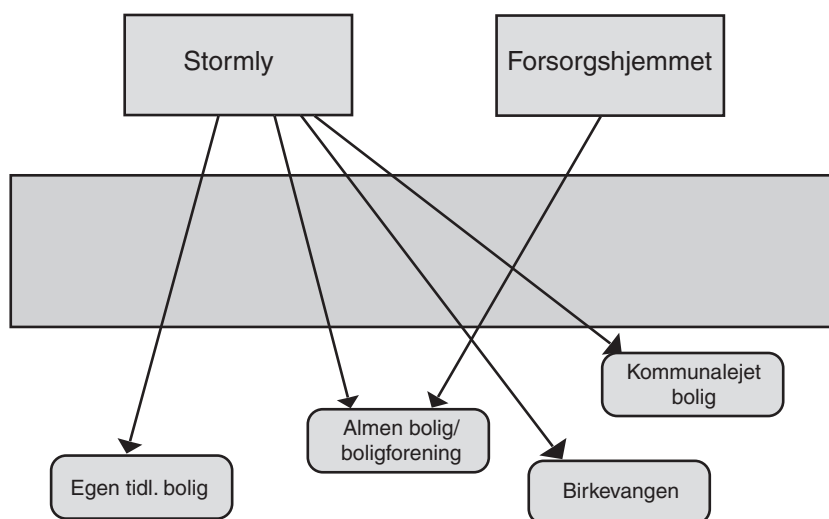 Stormly
Forsorgshjemmet
Kommunalejet
bolig
Almen bolig/
boligforening
Egen tidl. bolig
Birkevangen